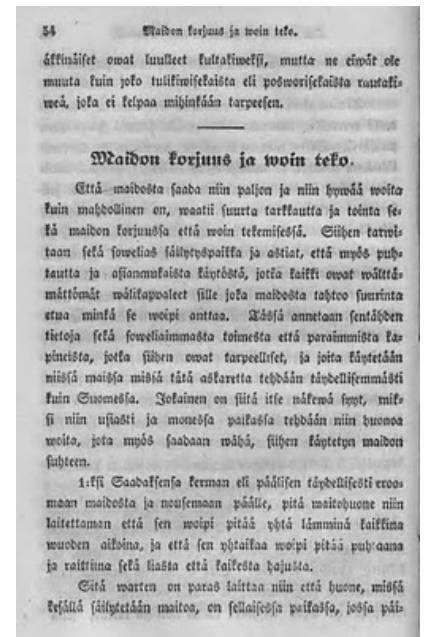 54 Maidon korjuus ja woin teko.
äkkinäiset owat luulleet kultakiweksi, mutta ne eiwät ole
muuta kuin joko tulikiwisekaista eli posworisekaista rautaki-
weä, joka ei kelpaa mihinkään tarpeesen.
Maidon korjuus ja woin teko.
Että maidosta saada niin paljon ja niin hywää woita
kuin mahdollinen on, waatii suurta tarkkautta ja tointa se-
kä maidon korjuussa että woin tekemisessä. Siihen tarwi-
taan sekä sowelias säilytyspaikka ja astiat, että myös puh-
tautta ja asianmukaista käytöstä, jotka kaikki owat wälttä-
mättömät wälikappaleet sille joka maidosta tahtoo suurinta
etua minkä se woipi anttaa. Tässä annetaan sentähden
tietoja sekä soweliaimmasta toimesta että paraimmista ka-
pineista, jotka siihen owat tarpeelliset, ja joita käytetään
niissä maissa missä tätä askaretta tehdään täydellisemmästi
kuin Suomessa. Jokainen on siitä itse näkewä syyt, mik-
si niin usiasti ja monessa paikassa tehdään niin huonoa
woita, jota myös saadaan wähä, siihen käytetyn maidon
suhteen.
1:ksi Saadaksensa kerman eli päälisen täydellisesti eroo-
maan maidosta ja nousemaan päälle, pitä maitohuone niin
laitettaman että sen woipi pitää yhtä lämminä kaikkina
wuoden aikoina, ja että sen yhtaikaa woipi pitää puhtaana
ja raittiina sekä liasta että kaikesta hajusta.
Sitä warten on paras laittaa niin että huone, missä
kesällä säilytetään maitoa, on sellaisessa paikassa, jossa päi-